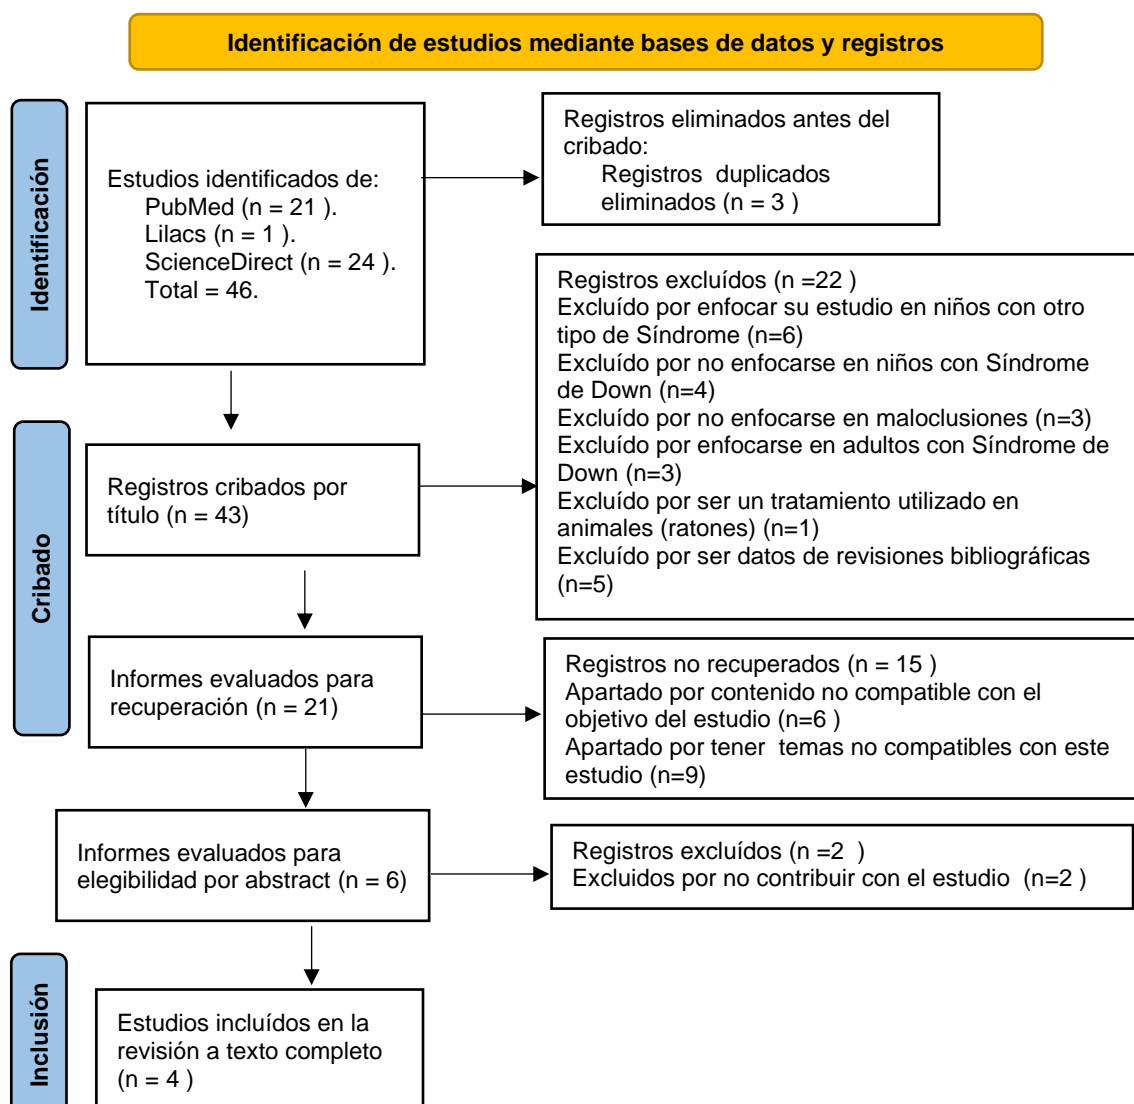 Identificación de estudios mediante bases de datos y registros
Identificación
Estudios identificados de:
PubMed (n = 21 ).
Lilacs (n = 1 ).
ScienceDirect (n = 24 ).
Total = 46.
Registros eliminados antes del
cribado:
Registros duplicados
eliminados (n = 3 )
Cribado
Registros cribados por
título (n = 43)
Registros excluídos (n =22 )
Excluído por enfocar su estudio en niños con otro
tipo de Síndrome (n=6)
Excluído por no enfocarse en niños con Síndrome
de Down (n=4)
Excluído por no enfocarse en maloclusiones (n=3)
Excluído por enfocarse en adultos con Síndrome de
Down (n=3)
Excluído por ser un tratamiento utilizado en
animales (ratones) (n=1)
Excluído por ser datos de revisiones bibliográficas
(n=5)
Informes evaluados para
recuperación (n = 21)
Registros no recuperados (n = 15 )
Apartado por contenido no compatible con el
objetivo del estudio (n=6 )
Apartado por tener temas no compatibles con este
estudio (n=9)
Informes evaluados para
elegibilidad por abstract (n = 6)
Registros excluídos (n =2 )
Excluidos por no contribuir con el estudio (n=2 )
Inclusión
Estudios incluídos en la
revisión a texto completo
(n = 4 )